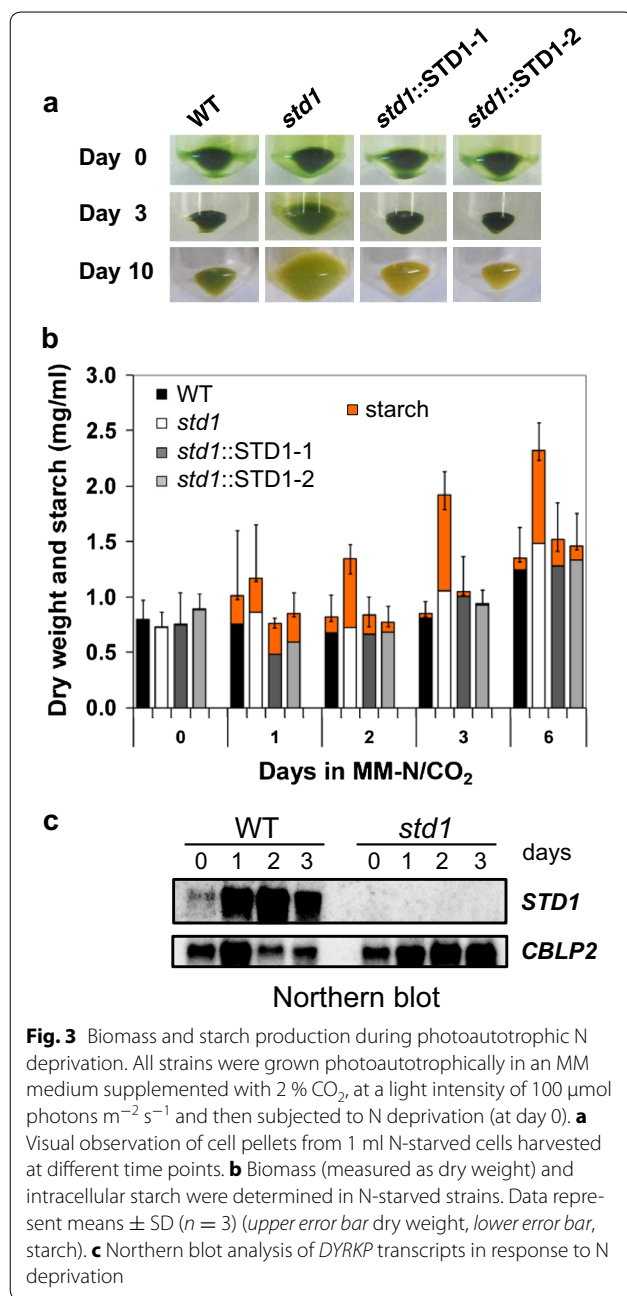 a
WT std1 std1::STD1-1 std1::STD1-2
Day 0
Day 3
Day 10
b
Dry weight and starch (mg/ml)
3.0
2.5
2.0
1.5
1.0
0.5
0.0
WT
std1
std1::STD1-1
std1::STD1-2
starch
0 1 2 3 6
Days in MM-N/CO₂
c
WT std1
0 1 2 3 0 1 2 3 days
STD1
CBLP2
Northern blot
Fig. 3 Biomass and starch production during photoautotrophic N
deprivation. All strains were grown photoautotrophically in an MM
medium supplemented with 2 % CO₂, at a light intensity of 100 μmol
photons m⁻² s⁻¹ and then subjected to N deprivation (at day 0). a
Visual observation of cell pellets from 1 ml N-starved cells harvested
at different time points. b Biomass (measured as dry weight) and
intracellular starch were determined in N-starved strains. Data repre-
sent means ± SD (n = 3) (upper error bar dry weight, lower error bar,
starch). c Northern blot analysis of DYRKP transcripts in response to N
deprivation